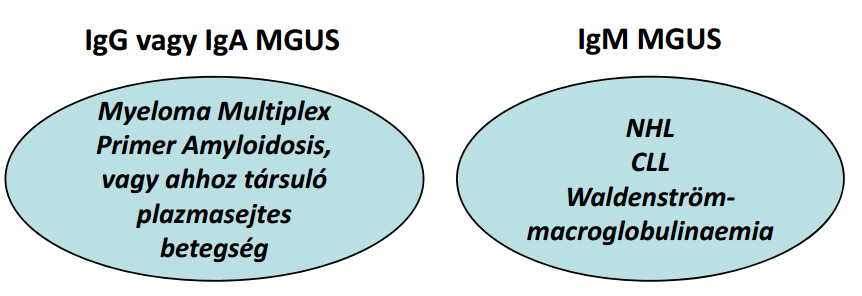 IgG vagy IgA MGUS
Myeloma Multiplex
Primer Amyloidosis,
vagy ahhoz társuló
plazmasejtes
betegség
IgM MGUS
NHL
CLL
Waldenström-
macroglobulinaemia